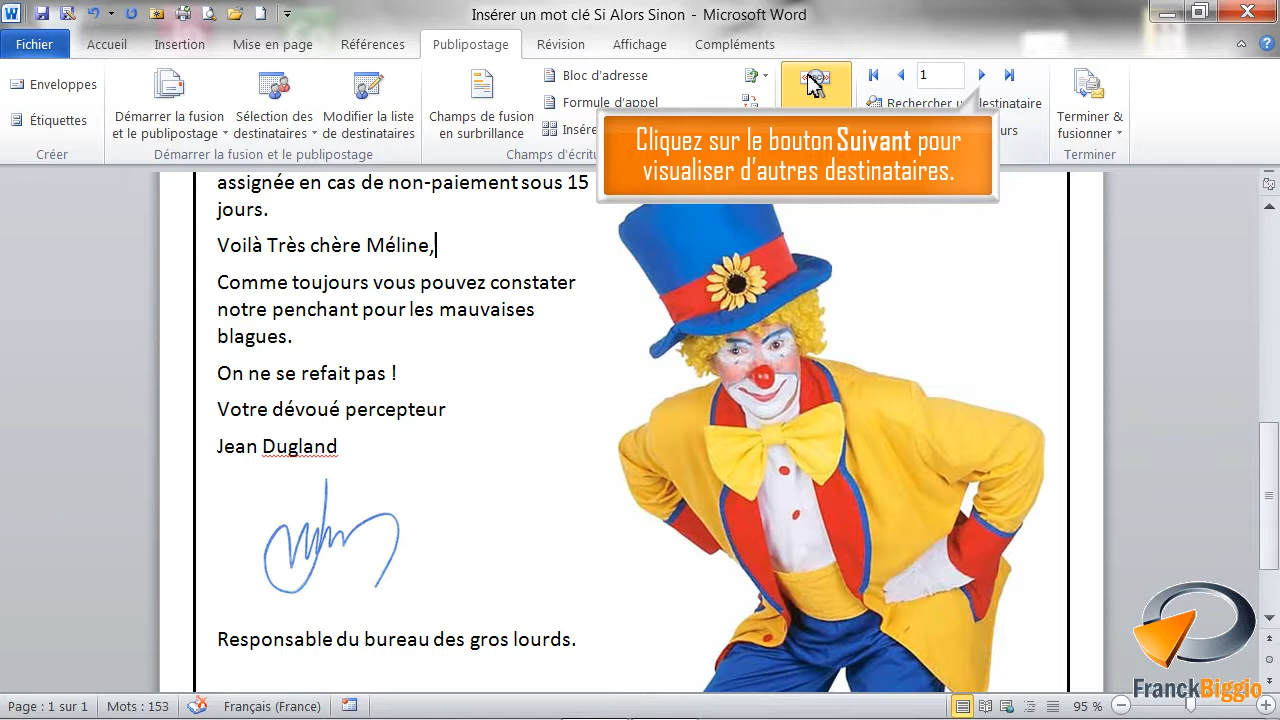 Insérer un mot clé Si Alors Sinon - Microsoft Word
Fichier Accueil Insertion Mise en page Références Publipostage Révision Affichage Compléments
Enveloppes
Étiquettes
Créer
Démarrer la fusion
et le publipostage
Sélection des
destinataires
Modifier la liste
de destinataires
Démarrer la fusion et le publipostage
Champs de fusion
en surbrillance
Bloc d'adresse
Formule d'appel
1
Terminer &
fusionner
Terminer
Cliquez sur le bouton Suivant pour
visualiser d'autres destinataires.
assignée en cas de non-paiement sous 15
jours.
Voilà Très chère Méline,
Comme toujours vous pouvez constater
notre penchant pour les mauvaises
blagues.
On ne se refait pas !
Votre dévoué percepteur
Jean Dugland
Responsable du bureau des gros lourds.
FranckBiggio
Page : 1 sur 1 Mots : 153 Français (France) 95 %